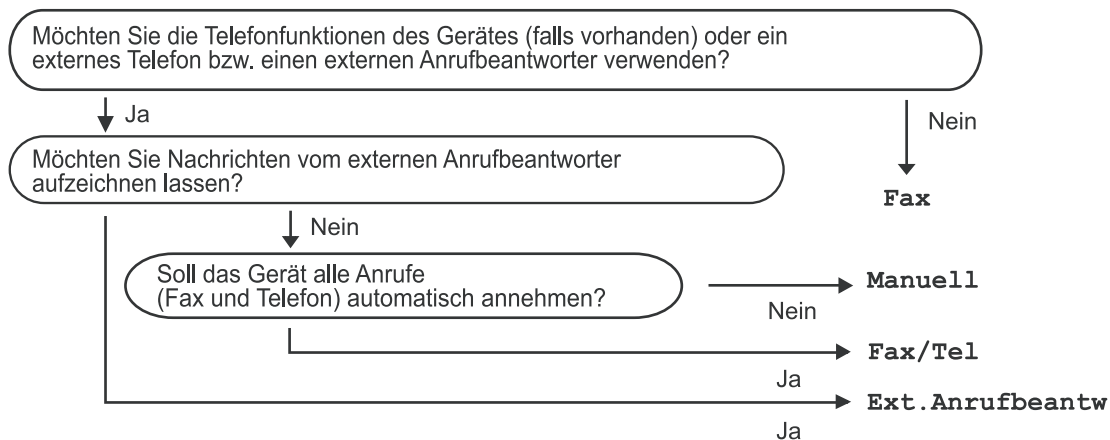 Möchten Sie die Telefonfunktionen des Gerätes (falls vorhanden) oder ein
externes Telefon bzw. einen externen Anrufbeantworter verwenden?
Ja
Nein
Möchten Sie Nachrichten vom externen Anrufbeantworter
aufzeichnen lassen?
Fax
Nein
Soll das Gerät alle Anrufe
(Fax und Telefon) automatisch annehmen?
Manuell
Nein
Fax/Tel
Ja
Ext.Anrufbeantw
Ja